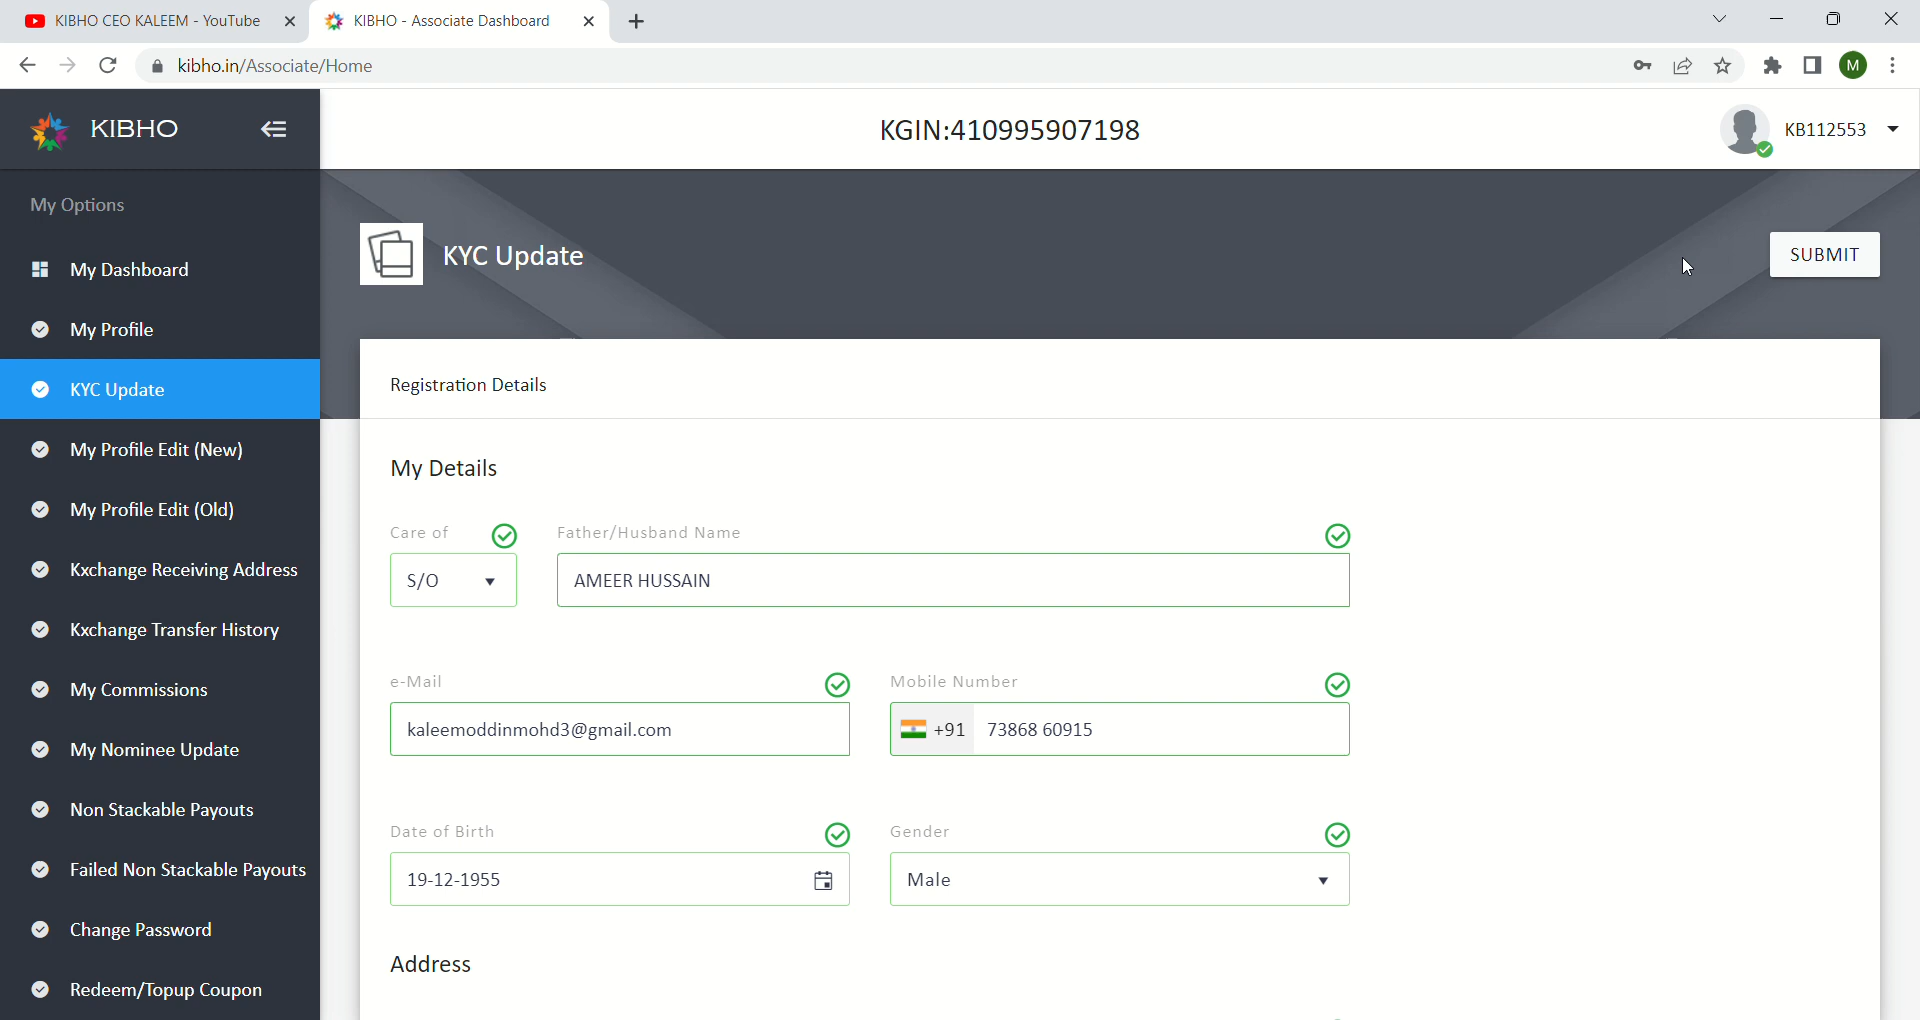 KIBHO CEO KALEEM - YouTube
KIBHO - Associate Dashboard
kibho.in/Associate/Home
M
KIBHO
KGIN:410995907198
KB112553
My Options
My Dashboard
My Profile
KYC Update
My Profile Edit (New)
My Profile Edit (Old)
Kxchange Receiving Address
Kxchange Transfer History
My Commissions
My Nominee Update
Non Stackable Payouts
Failed Non Stackable Payouts
Change Password
Redeem/Topup Coupon
KYC Update
SUBMIT
Registration Details
My Details
Care of
Father/Husband Name
S/O
AMEER HUSSAIN
e-Mail
Mobile Number
kaleemoddinmohd3@gmail.com
+91 73868 60915
Date of Birth
Gender
19-12-1955
Male
Address